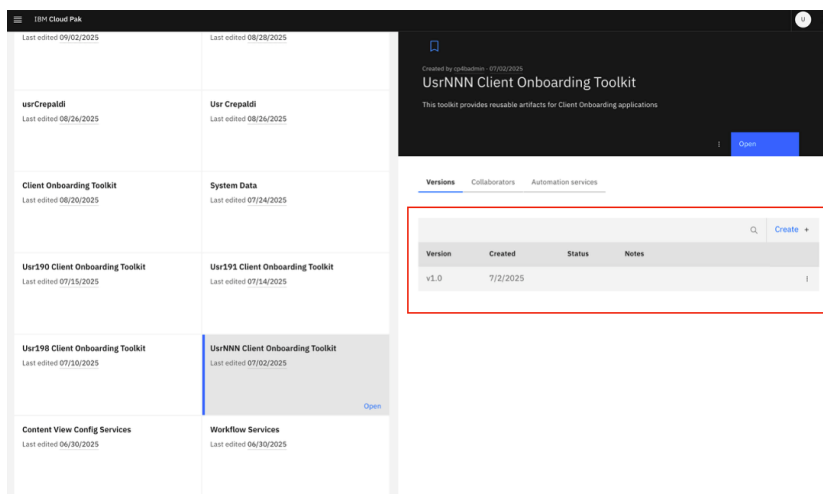 IBM Cloud Pak
U
Last edited 09/02/2025
Last edited 08/28/2025
usrCrepaldi
Last edited 08/26/2025
Usr Crepaldi
Last edited 08/26/2025
Client Onboarding Toolkit
Last edited 08/20/2025
System Data
Last edited 07/24/2025
Usr190 Client Onboarding Toolkit
Last edited 07/15/2025
Usr191 Client Onboarding Toolkit
Last edited 07/14/2025
Usr198 Client Onboarding Toolkit
Last edited 07/10/2025
UsrNNN Client Onboarding Toolkit
Last edited 07/02/2025
Open
Content View Config Services
Last edited 06/30/2025
Workflow Services
Last edited 06/30/2025
Created by cp4badmin - 07/02/2025
UsrNNN Client Onboarding Toolkit
This toolkit provides reusable artifacts for Client Onboarding applications
Open
Versions Collaborators Automation services
Create +
Version Created Status Notes
v1.0 7/2/2025